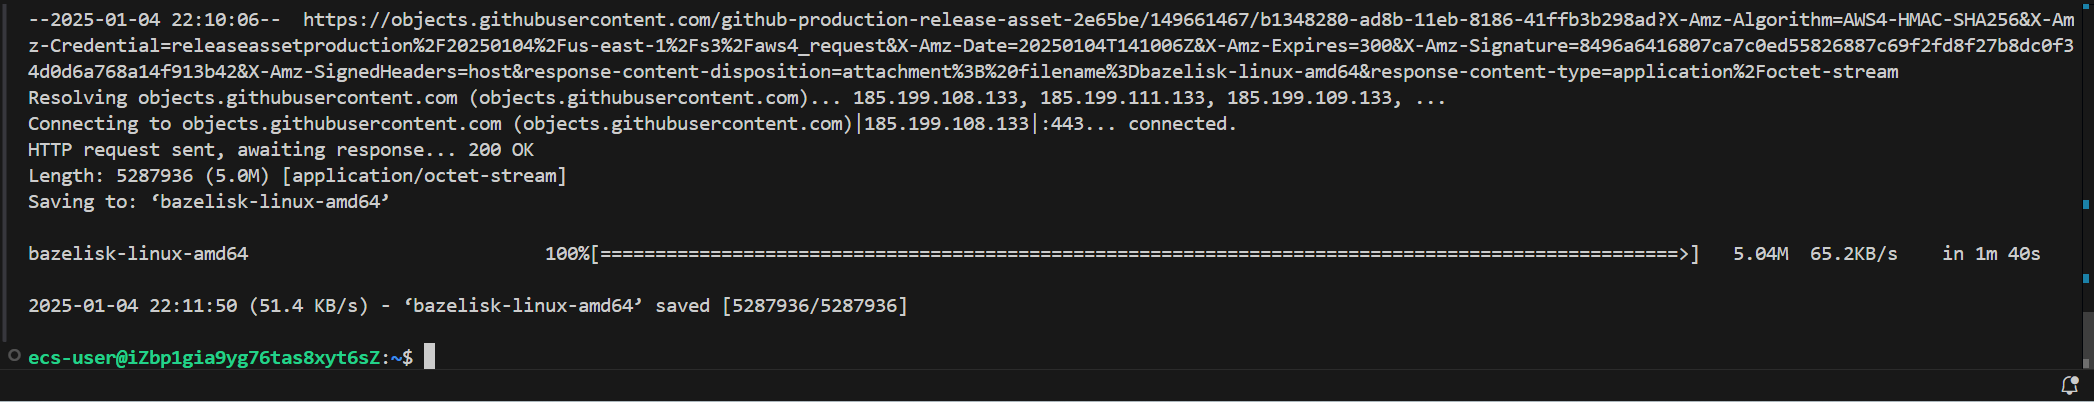 --2025-01-04 22:10:06--  https://objects.githubusercontent.com/github-production-release-asset-2e65be/149661467/b1348280-ad8b-11eb-8186-41ffb3b298ad?X-Amz-Algorithm=AWS4-HMAC-SHA256&X-Am
z-Credential=releaseassetproduction%2F20250104%2Fus-east-1%2Fs3%2Faws4_request&X-Amz-Date=20250104T141006Z&X-Amz-Expires=300&X-Amz-Signature=8496a6416807ca7c0ed55826887c69f2fd8f27b8dc0f3
4d0d6a768a14f913b42&X-Amz-SignedHeaders=host&response-content-disposition=attachment%3B%20filename%3Dbazelisk-linux-amd64&response-content-type=application%2Foctet-stream
Resolving objects.githubusercontent.com (objects.githubusercontent.com)... 185.199.108.133, 185.199.111.133, 185.199.109.133, ...
Connecting to objects.githubusercontent.com (objects.githubusercontent.com)|185.199.108.133|:443... connected.
HTTP request sent, awaiting response... 200 OK
Length: 5287936 (5.0M) [application/octet-stream]
Saving to: ‘bazelisk-linux-amd64’
bazelisk-linux-amd64                           100%[==================================================================================================>]   5.04M  65.2KB/s    in 1m 40s
2025-01-04 22:11:50 (51.4 KB/s) - ‘bazelisk-linux-amd64’ saved [5287936/5287936]
ecs-user@iZbp1gia9yg76tas8xyt6sZ:~$